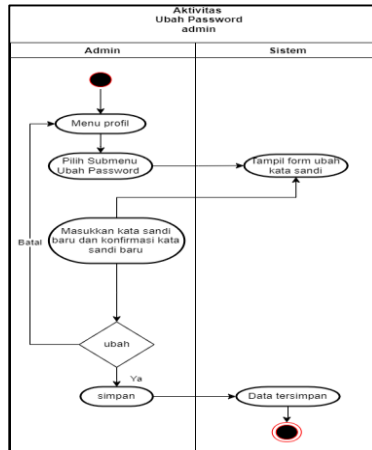 Aktivitas
Ubah Password
admin
Admin
Sistem
Menu profil
Pilih Submenu
Ubah Password
Tampil form ubah
kata sandi
Masukkan kata sandi
baru dan konfirmasi kata
sandi baru
Batal
ubah
Ya
simpan
Data tersimpan